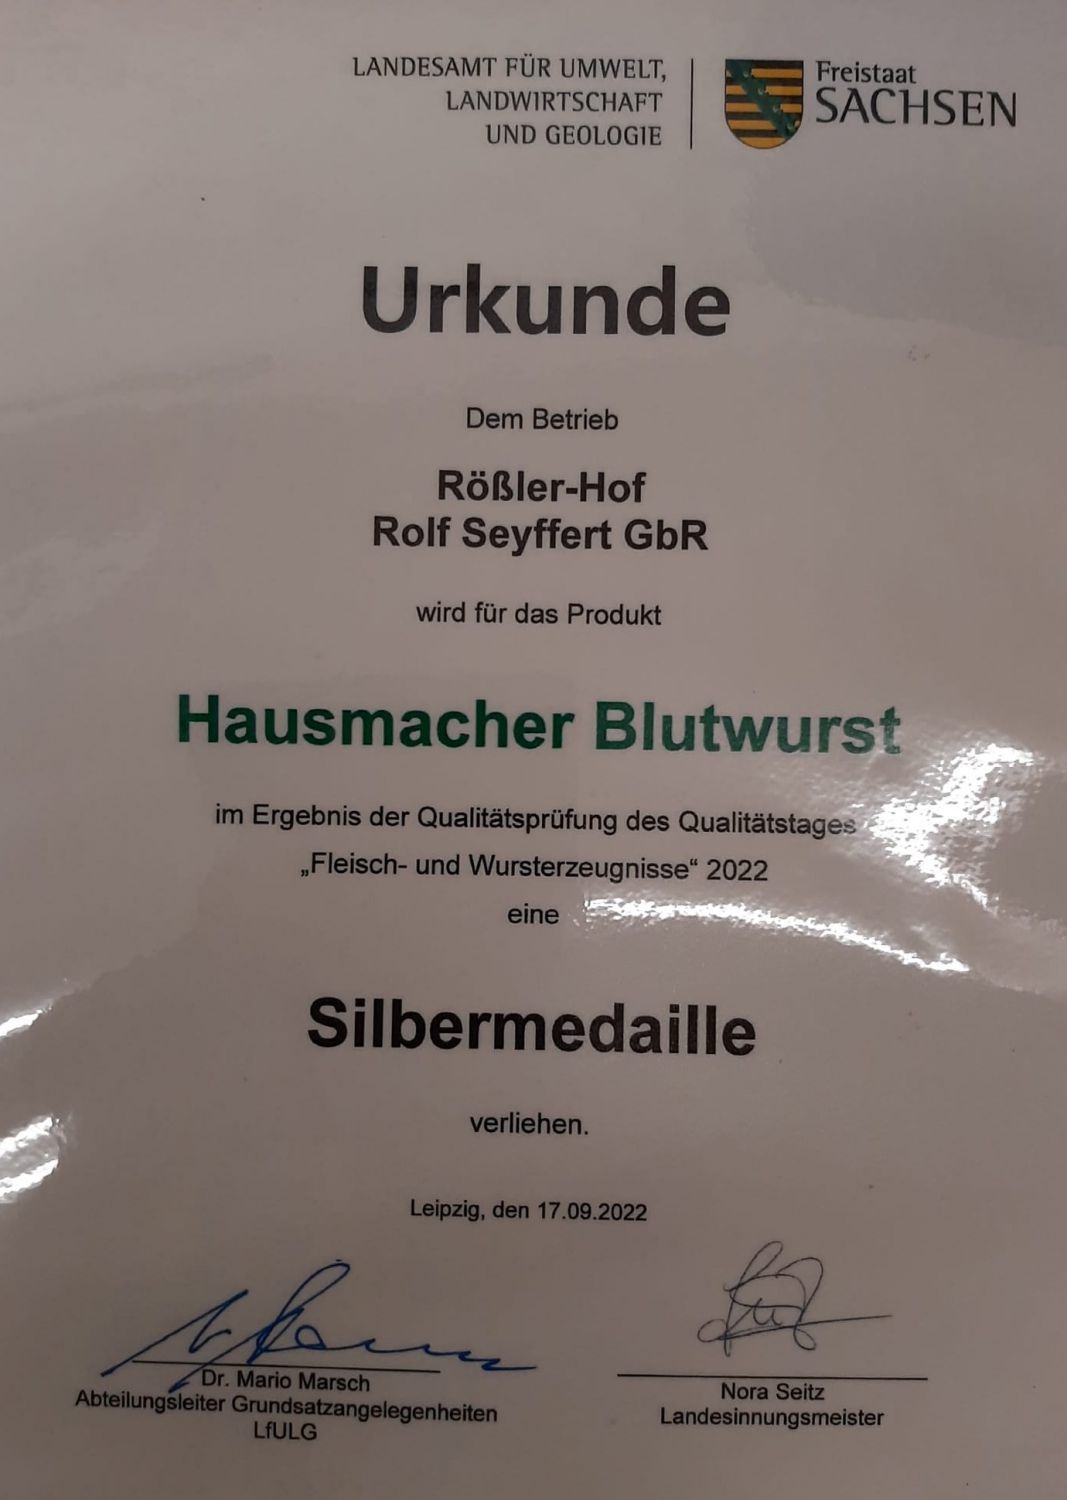 LANDESAMT FÜR UMWELT,
LANDWIRTSCHAFT
UND GEOLOGIE
Freistaat
SACHSEN
Urkunde
Dem Betrieb
Rößler-Hof
Rolf Seyffert GbR
wird für das Produkt
Hausmacher Blutwurst
im Ergebnis der Qualitätsprüfung des Qualitätstages
„Fleisch- und Wursterzeugnisse“ 2022
eine
Silbermedaille
verliehen.
Leipzig, den 17.09.2022
Dr. Mario Marsch
Abteilungsleiter Grundsatzangelegenheiten
LfULG
Nora Seitz
Landesinnungsmeister